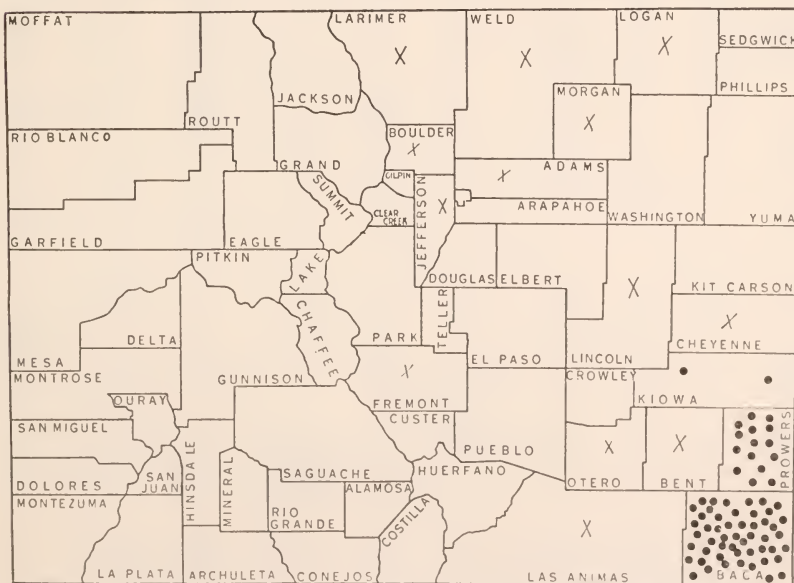 MOFFAT
LARIMER
WELD
LOGAN
X
X
X
SEDGWICK
PHILLIPS
JACKSON
MORGAN
X
ROUTT
RIO BLANCO
BOULDER
X
GRAND
GILPIN
ADAMS
X
SUMMIT
CLEAR
CREEK
JEFFERSON
X
ARAPAHOE
WASHINGTON
YUMA
GARFIELD
EAGLE
PITKIN
LAKE
DOUGLAS
ELBERT
X
KIT CARSON
CHAFFEE
TELLER
X
DELTA
PARK
CHEYENNE
MESA
EL PASO
LINCOLN
MONTROSE
GUNNISON
X
CROWLEY
OURAY
FREMONT
KIOWA
SAN MIGUEL
CUSTER
PROWERS
HINSDALE
MINERAL
PUEBLO
X
X
SAGUACHE
HUERFANO
DOLORES
SAN
JUAN
OTERO
BENT
MONTEZUMA
ALAMOSA
RIO
GRANDE
COSTILLA
X
LA PLATA
ARCHULETA
CONEJOS
LAS ANIMAS
BACA